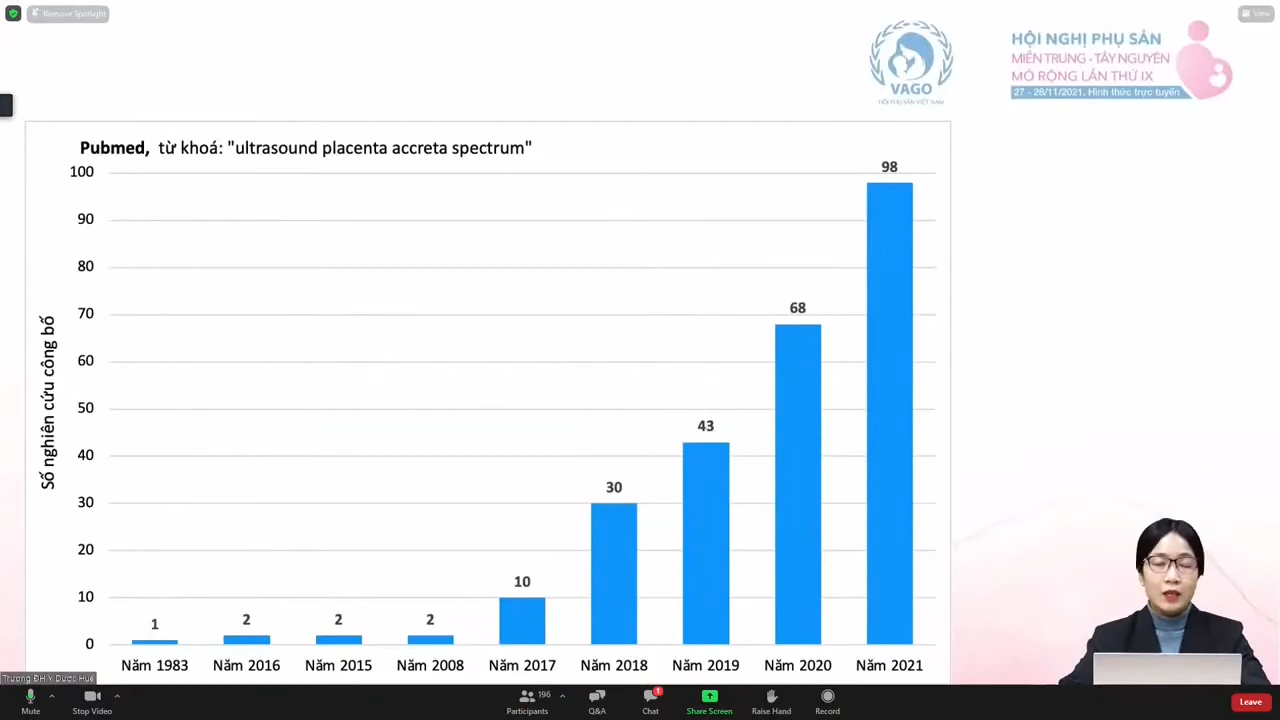 Remove Spotlight
View
VAGO
HỘI PHỤ SẢN VIỆT NAM
HỘI NGHỊ PHỤ SẢN
MIỀN TRUNG - TÂY NGUYÊN
MỞ RỘNG LẦN THỨ IX
27 - 28/11/2021, Hình thức trực tuyến
Pubmed, từ khoá: "ultrasound placenta accreta spectrum"
Số nghiên cứu công bố
100
90
80
70
60
50
40
30
20
10
0
1
2
2
2
10
30
43
68
98
Năm 1983
Năm 2016
Năm 2015
Năm 2008
Năm 2017
Năm 2018
Năm 2019
Năm 2020
Năm 2021
Trường ĐH Y Dược Huế
Mute
Stop Video
196
Participants
Q&A
1
Chat
Share Screen
Raise Hand
Record
Leave